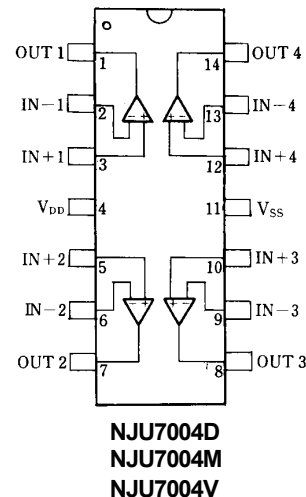 OUT 1 1 14 OUT 4
IN−1 2 13 IN−4
− + + −
IN+1 3 12 IN+4
V_DD 4 11 V_SS
IN+2 5 10 IN+3
− + + −
IN−2 6 9 IN−3
OUT 2 7 8 OUT 3
NJU7004D
NJU7004M
NJU7004V